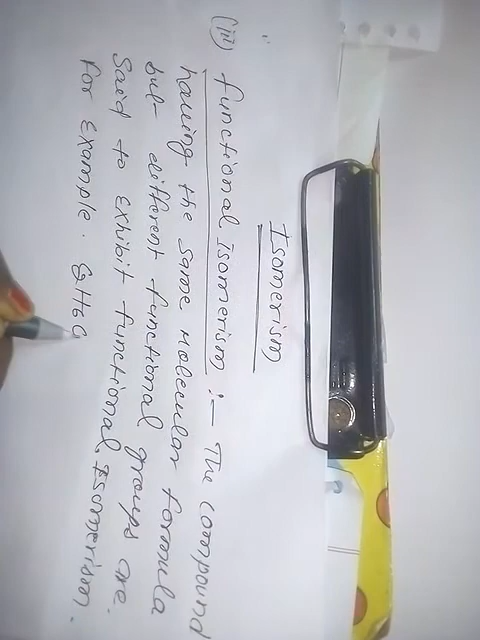 Isomerism
(iii) functional isomerism :- The compound
having the same molecular formula
but different functional groups are
said to exhibit functional Isomerism.
For Example. C2H6O